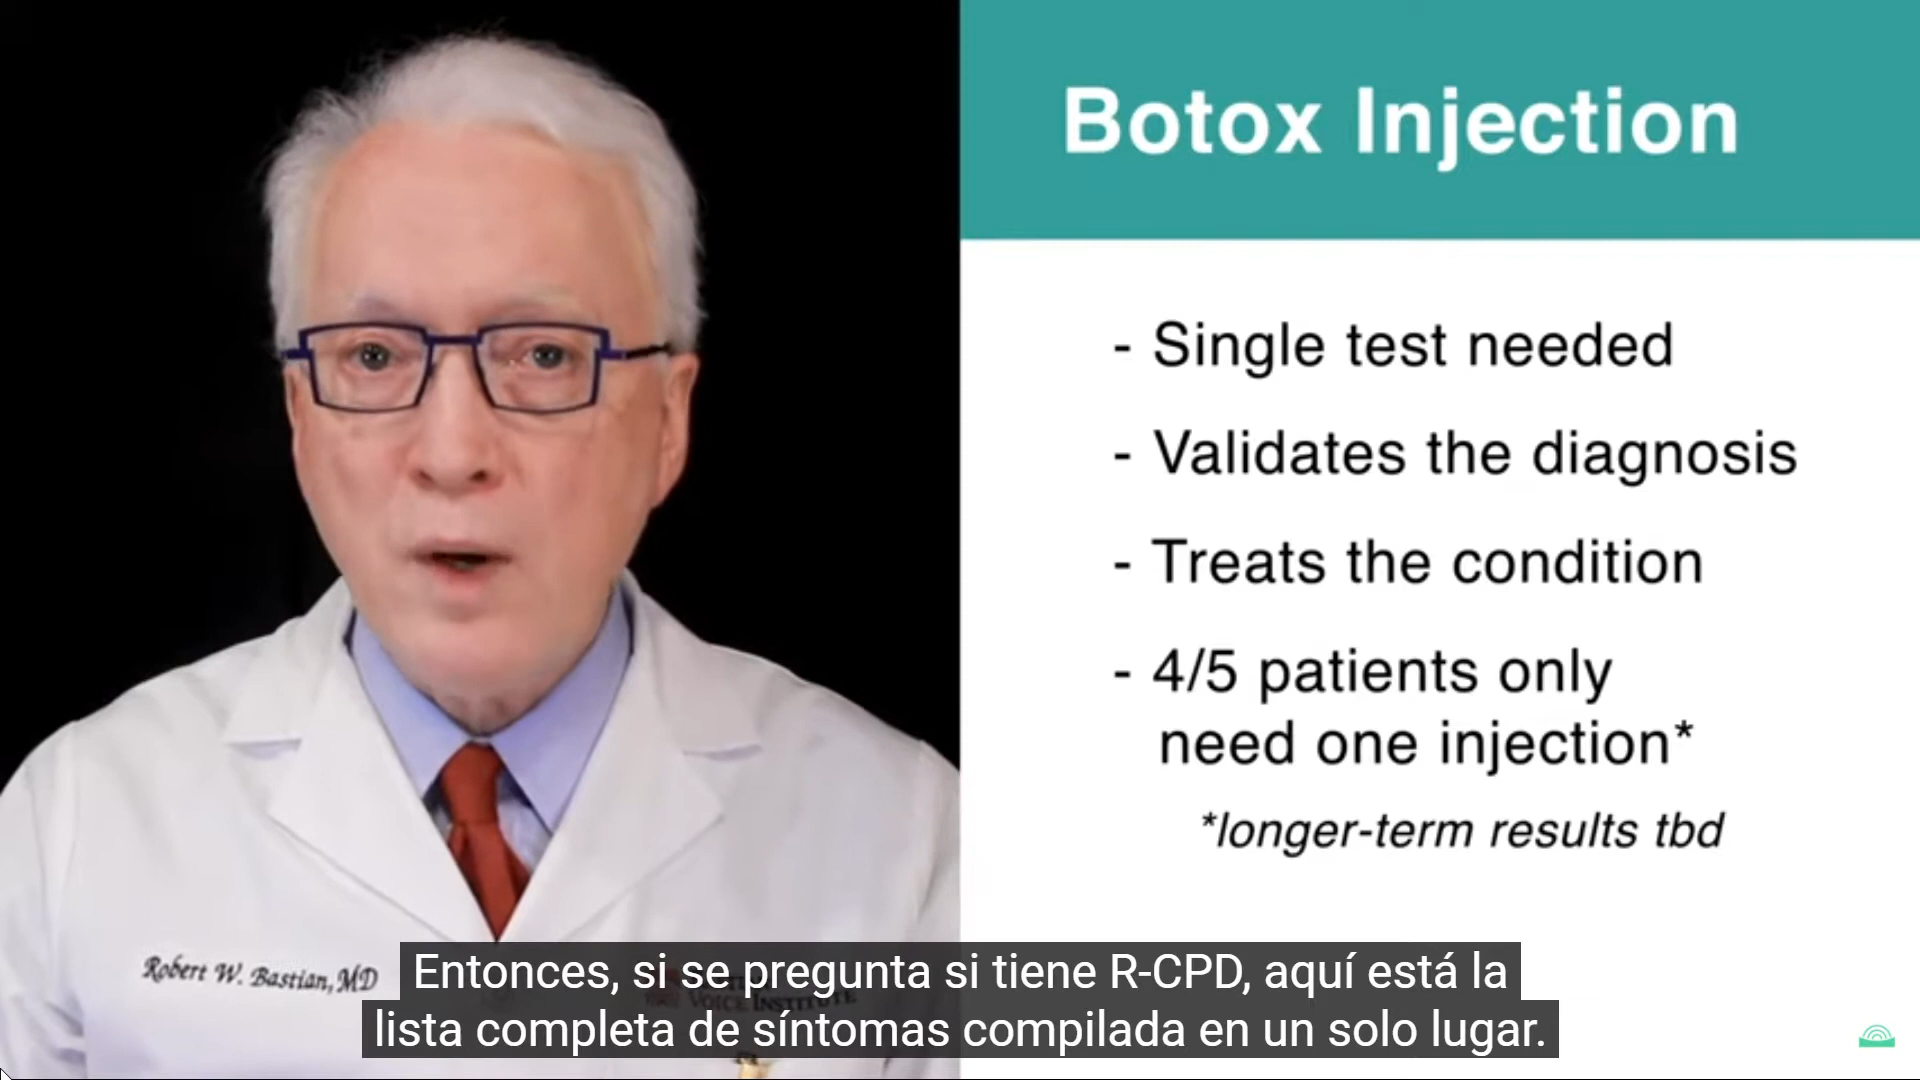 Botox Injection
- Single test needed
- Validates the diagnosis
- Treats the condition
- 4/5 patients only
need one injection*
*longer-term results tbd
Robert W. Bastian, MD
VOICE INSTITUTE
Entonces, si se pregunta si tiene R-CPD, aquí está la
lista completa de síntomas compilada en un solo lugar.